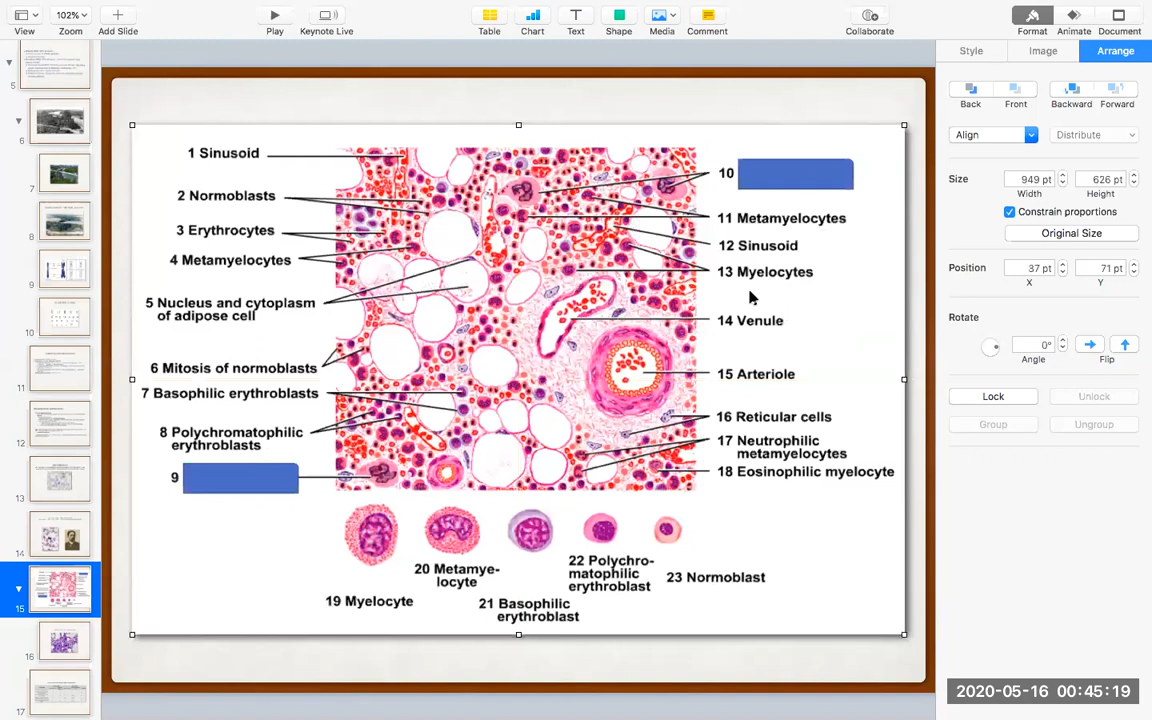 102%
View
Zoom
Add Slide
Play
Keynote Live
Table
Chart
Text
Shape
Media
Comment
Collaborate
Format
Animate
Document
Style
Image
Arrange
Back
Front
Backward
Forward
Align
Distribute
Size
949 pt
626 pt
Width
Height
Constrain proportions
Original Size
Position
37 pt
71 pt
X
Y
Rotate
0°
Angle
Flip
Lock
Unlock
Group
Ungroup
5
6
7
8
9
10
11
12
13
14
15
16
17
1 Sinusoid
2 Normoblasts
3 Erythrocytes
4 Metamyelocytes
5 Nucleus and cytoplasm
of adipose cell
6 Mitosis of normoblasts
7 Basophilic erythroblasts
8 Polychromatophilic
erythroblasts
9
10
11 Metamyelocytes
12 Sinusoid
13 Myelocytes
14 Venule
15 Arteriole
16 Reticular cells
17 Neutrophilic
metamyelocytes
18 Eosinophilic myelocyte
19 Myelocyte
20 Metamye-
locyte
21 Basophilic
erythroblast
22 Polychro-
matophilic
erythroblast
23 Normoblast
2020-05-16 00:45:19